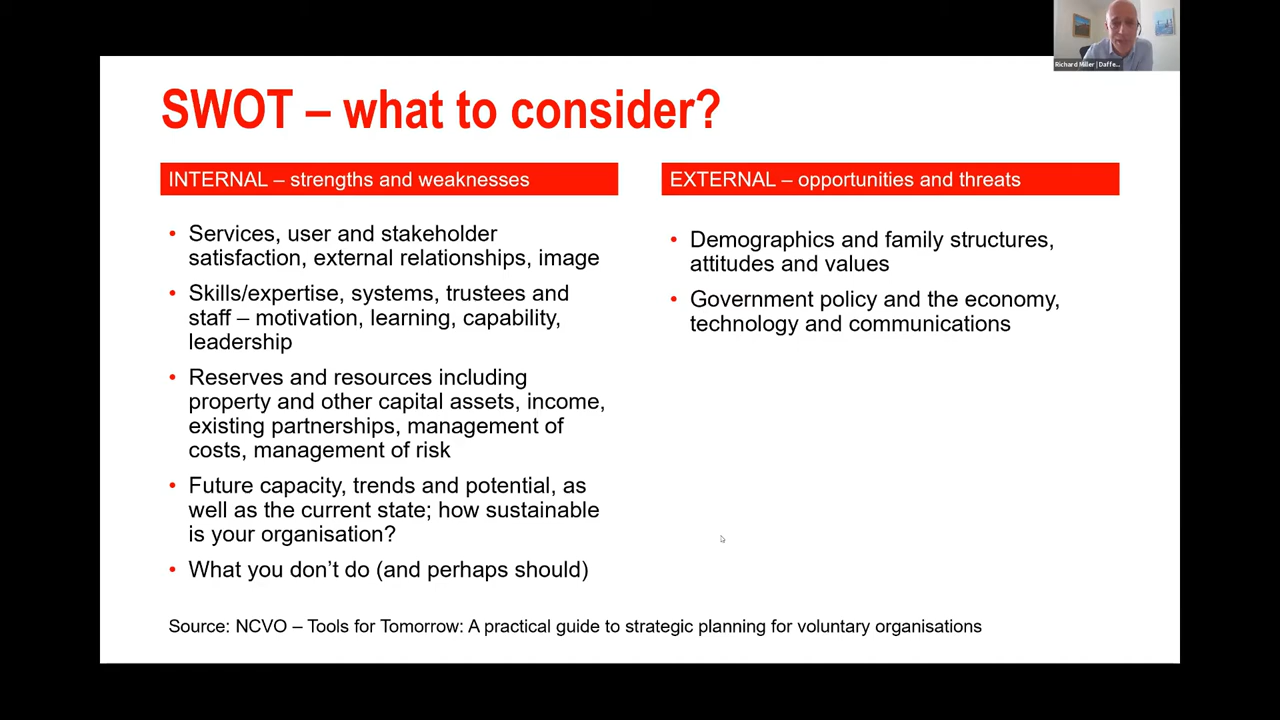 Richard Miller | Daffe...
SWOT – what to consider?
INTERNAL – strengths and weaknesses
• Services, user and stakeholder
satisfaction, external relationships, image
• Skills/expertise, systems, trustees and
staff – motivation, learning, capability,
leadership
• Reserves and resources including
property and other capital assets, income,
existing partnerships, management of
costs, management of risk
• Future capacity, trends and potential, as
well as the current state; how sustainable
is your organisation?
• What you don’t do (and perhaps should)
EXTERNAL – opportunities and threats
• Demographics and family structures,
attitudes and values
• Government policy and the economy,
technology and communications
Source: NCVO – Tools for Tomorrow: A practical guide to strategic planning for voluntary organisations